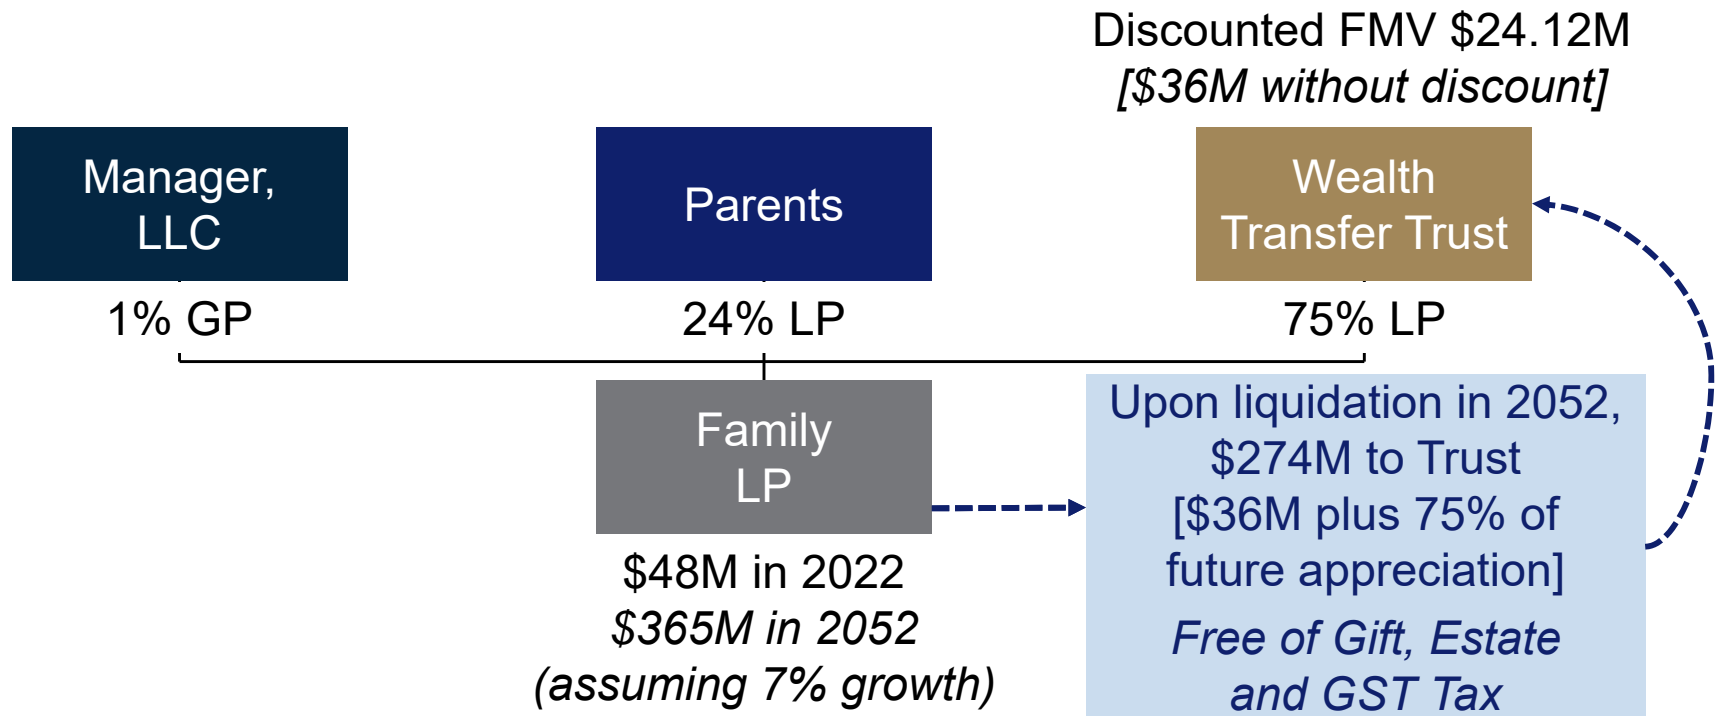 Discounted FMV $24.12M
[$36M without discount]
Manager,
LLC
Parents
Wealth
Transfer Trust
1% GP
24% LP
75% LP
Family
LP
$48M in 2022
$365M in 2052
(assuming 7% growth)
Upon liquidation in 2052,
$274M to Trust
[$36M plus 75% of
future appreciation]
Free of Gift, Estate
and GST Tax